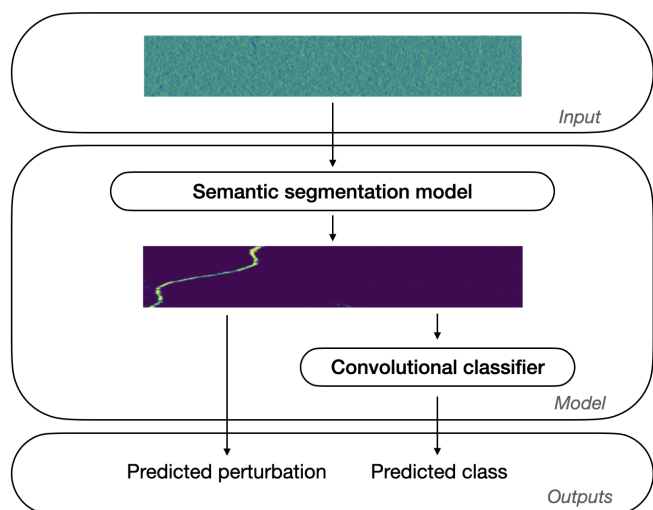 Input
Semantic segmentation model
Convolutional classifier
Model
Predicted perturbation
Predicted class
Outputs